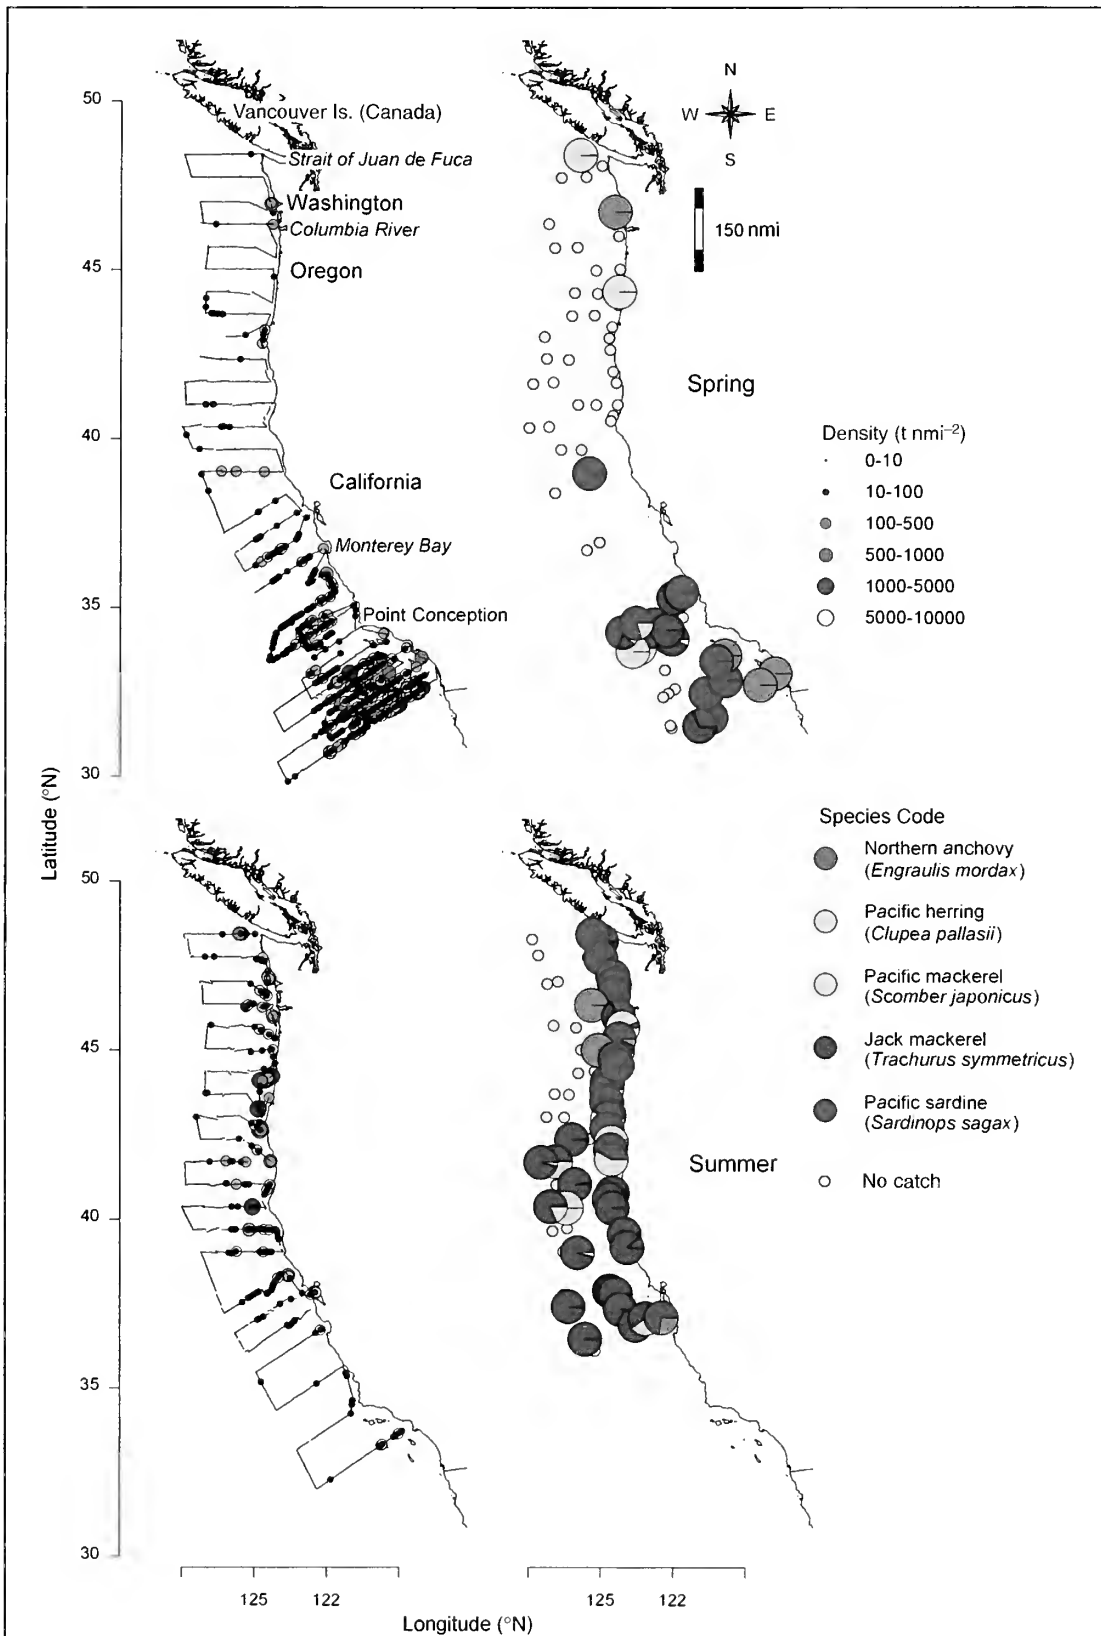 50
Vancouver Is. (Canada)
Strait of Juan de Fuca
Washington
Columbia River
45
Oregon
40
California
Monterey Bay
35
Point Conception
30
N
W E
S
150 nmi
Spring
Density (t nmi⁻²)
0-10
10-100
100-500
500-1000
1000-5000
5000-10000
Latitude (°N)
50
45
40
35
30
Summer
Species Code
Northern anchovy
(Engraulis mordax)
Pacific herring
(Clupea pallasii)
Pacific mackerel
(Scomber japonicus)
Jack mackerel
(Trachurus symmetricus)
Pacific sardine
(Sardinops sagax)
No catch
125 122
125 122
Longitude (°N)